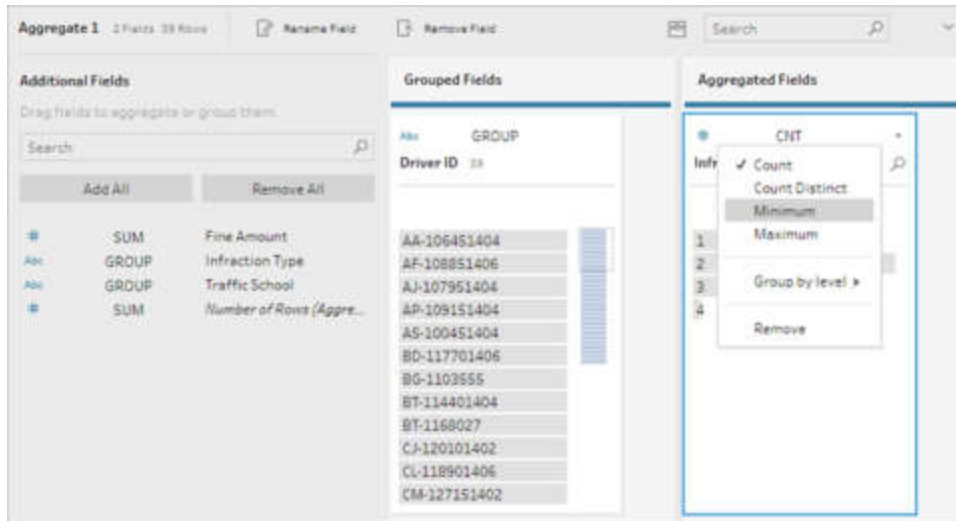 Aggregate 1 2 Fields 39 Rows Rename Field Remove Field Search
Additional Fields
Drag fields to aggregate or group them.
Search
Add All Remove All
# SUM Fine Amount
Abc GROUP Infraction Type
Abc GROUP Traffic School
# SUM Number of Rows (Aggre...
Grouped Fields
Abc GROUP
Driver ID
AA-106451404
AF-108851406
AJ-107951404
AP-109151404
AS-100451404
BD-117701406
BG-1103555
BT-114401404
BT-1168027
CJ-120101402
CL-118901406
CM-127151402
Aggregated Fields
# CNT
Infr
1
2
3
4
✓ Count
Count Distinct
Minimum
Maximum
Group by level
Remove